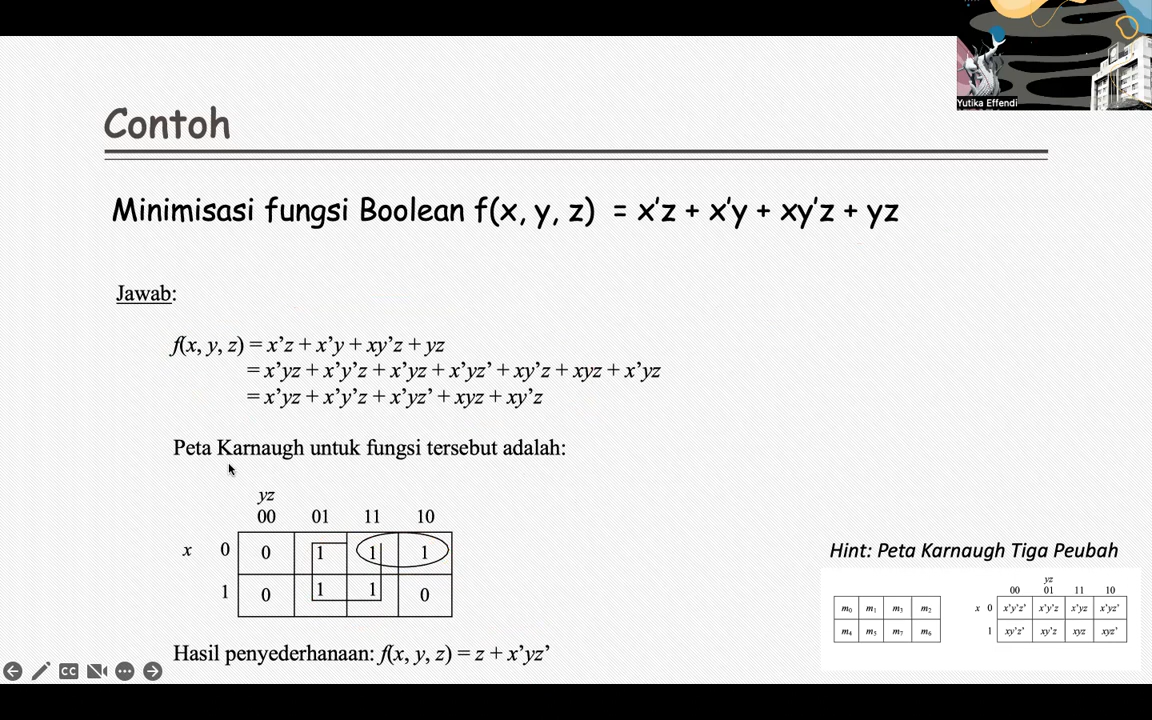 Yutika Effendi
Contoh
Minimisasi fungsi Boolean f(x, y, z) = x’z + x’y + xy’z + yz
Jawab:
f(x, y, z) = x’z + x’y + xy’z + yz
= x’yz + x’y’z + x’yz + x’yz’ + xy’z + xyz + x’yz
= x’yz + x’y’z + x’yz’ + xyz + xy’z
Peta Karnaugh untuk fungsi tersebut adalah:
yz
00 01 11 10
x 0 0 1 1 1
1 0 1 1 0
Hasil penyederhanaan: f(x, y, z) = z + x’yz’
Hint: Peta Karnaugh Tiga Peubah
yz
00 01 11 10
m0 m1 m3 m2 x 0 x’y’z’ x’y’z x’yz x’yz’
m4 m5 m7 m6 1 xy’z’ xy’z xyz xyz’
CC